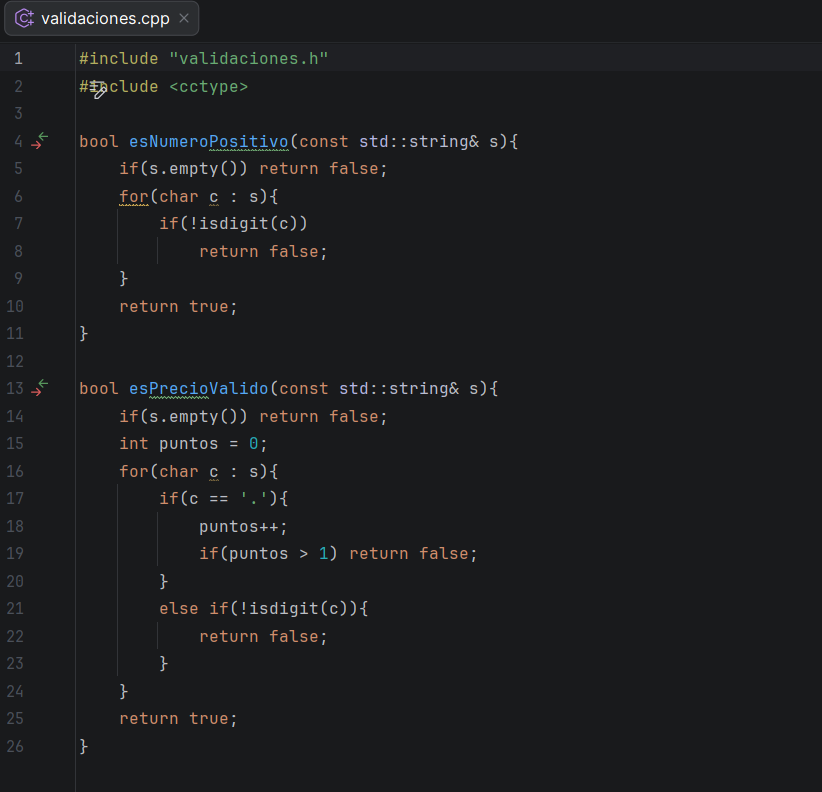 validaciones.cpp
1 #include "validaciones.h"
2 #include <cctype>
3
4 bool esNumeroPositivo(const std::string& s){
5     if(s.empty()) return false;
6     for(char c : s){
7         if(!isdigit(c))
8             return false;
9     }
10     return true;
11 }
12
13 bool esPrecioValido(const std::string& s){
14     if(s.empty()) return false;
15     int puntos = 0;
16     for(char c : s){
17         if(c == '.'){
18             puntos++;
19             if(puntos > 1) return false;
20         }
21         else if(!isdigit(c)){
22             return false;
23         }
24     }
25     return true;
26 }